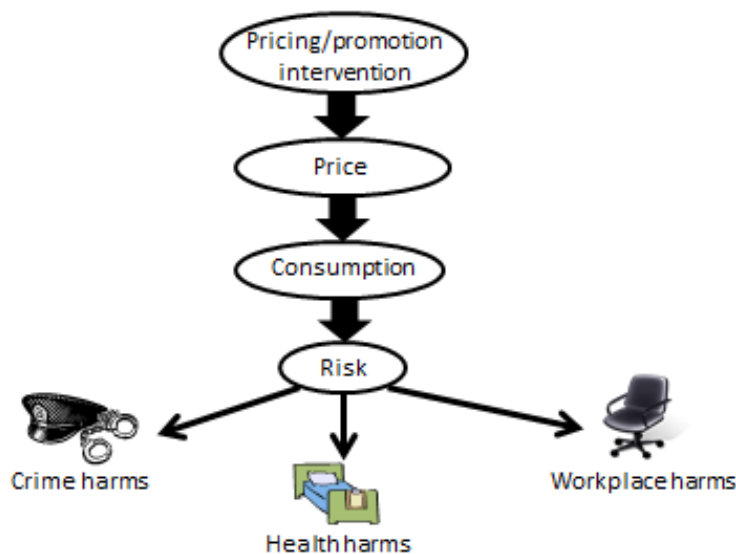 Pricing/promotion
intervention
Price
Consumption
Risk
Crime harms
Workplace harms
Health harms